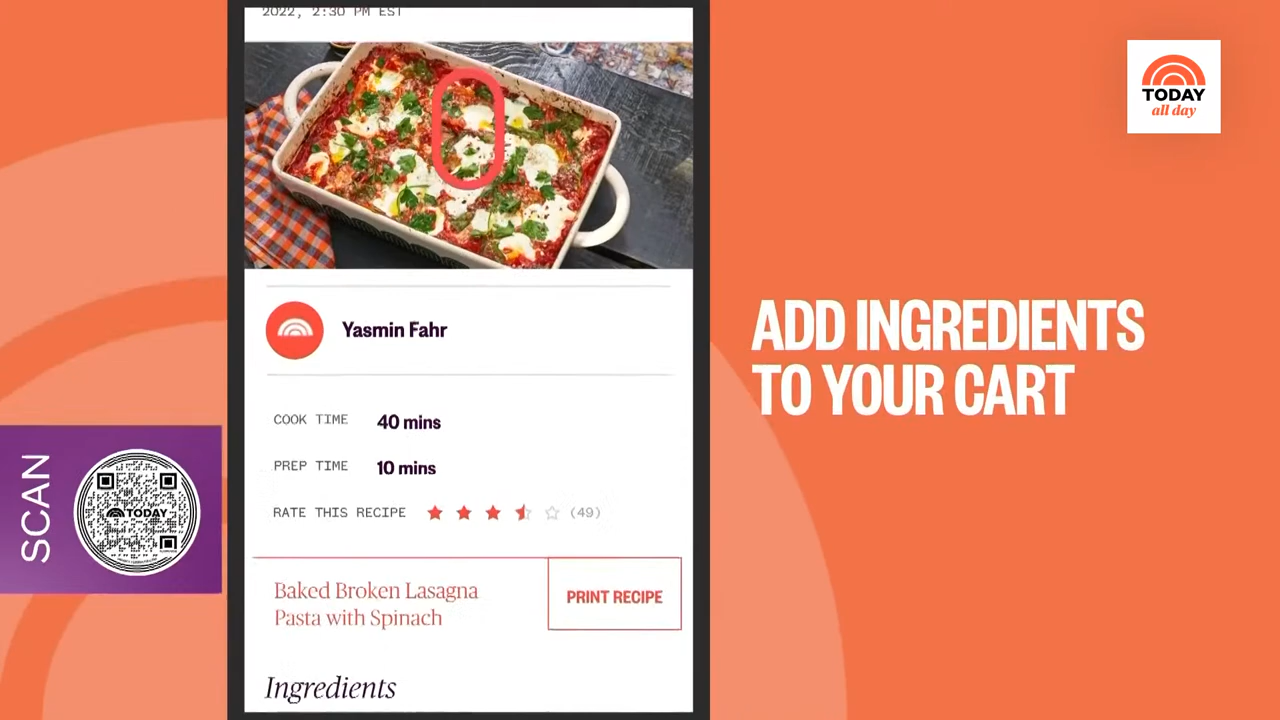 2022, 2:30 PM EST
TODAY
all day
Yasmin Fahr
ADD INGREDIENTS
TO YOUR CART
COOK TIME 40 mins
PREP TIME 10 mins
RATE THIS RECIPE (49)
SCAN
TODAY
Baked Broken Lasagna
Pasta with Spinach
PRINT RECIPE
Ingredients